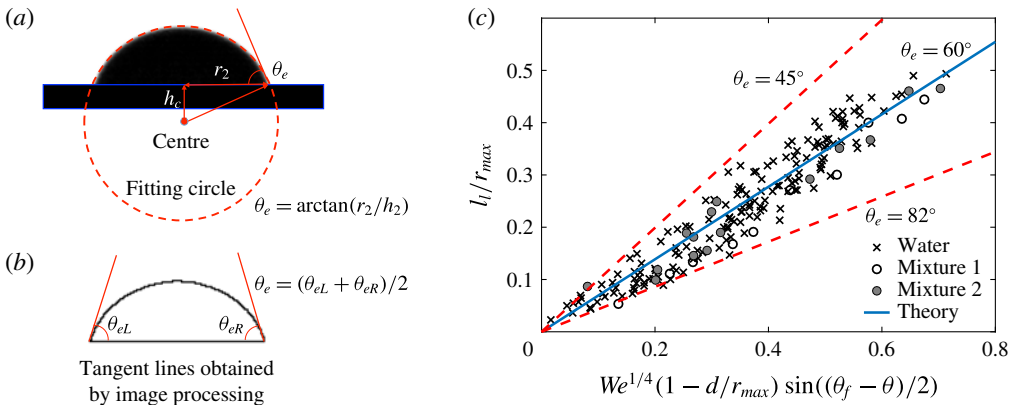 (a)
θe
r2
hc
Centre
Fitting circle
θe = arctan(r2/h2)
(b)
θe = (θeL + θeR)/2
θeL
θeR
Tangent lines obtained
by image processing
(c)
θe = 60°
θe = 45°
0.5
0.4
0.3
0.2
0.1
ll/rmax
θe = 82°
Water
Mixture 1
Mixture 2
Theory
0
0.2
0.4
0.6
0.8
We^1/4(1 − d/rmax) sin((θf − θ)/2)